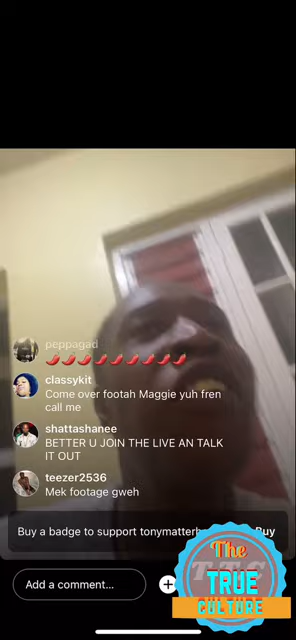 peppagad
classykit
Come over footah Maggie yuh fren
call me
shattashanee
BETTER U JOIN THE LIVE AN TALK
IT OUT
teezer2536
Mek footage gweh
Buy a badge to support tonymatterh
Buy
Add a comment...
The
TTC
TRUE
CULTURE